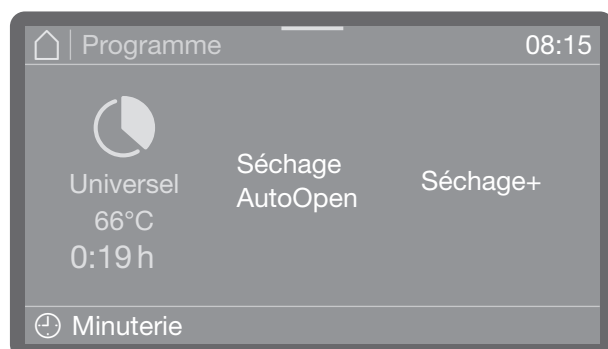 Programme
08:15
Universel
66°C
0:19 h
Séchage
AutoOpen
Séchage+
Minuterie